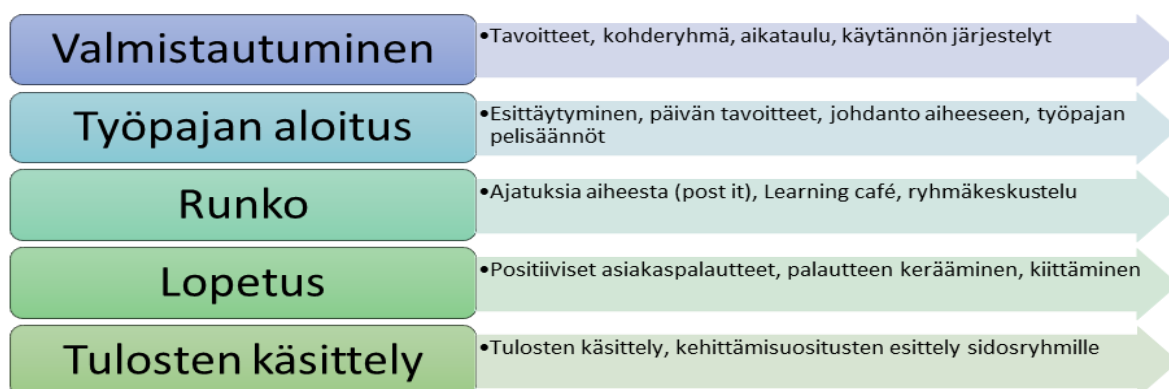 Valmistautuminen
•Tavoitteet, kohderyhmä, aikataulu, käytännön järjestelyt
Työpajan aloitus
•Esittäytyminen, päivän tavoitteet, johdanto aiheeseen, työpajan
pelisäännöt
Runko
•Ajatuksia aiheesta (post it), Learning café, ryhmäkeskustelu
Lopetus
•Positiiviset asiakaspalautteet, palautteen kerääminen, kiittäminen
Tulosten käsittely
•Tulosten käsittely, kehittämisuositusten esittely sidosryhmille